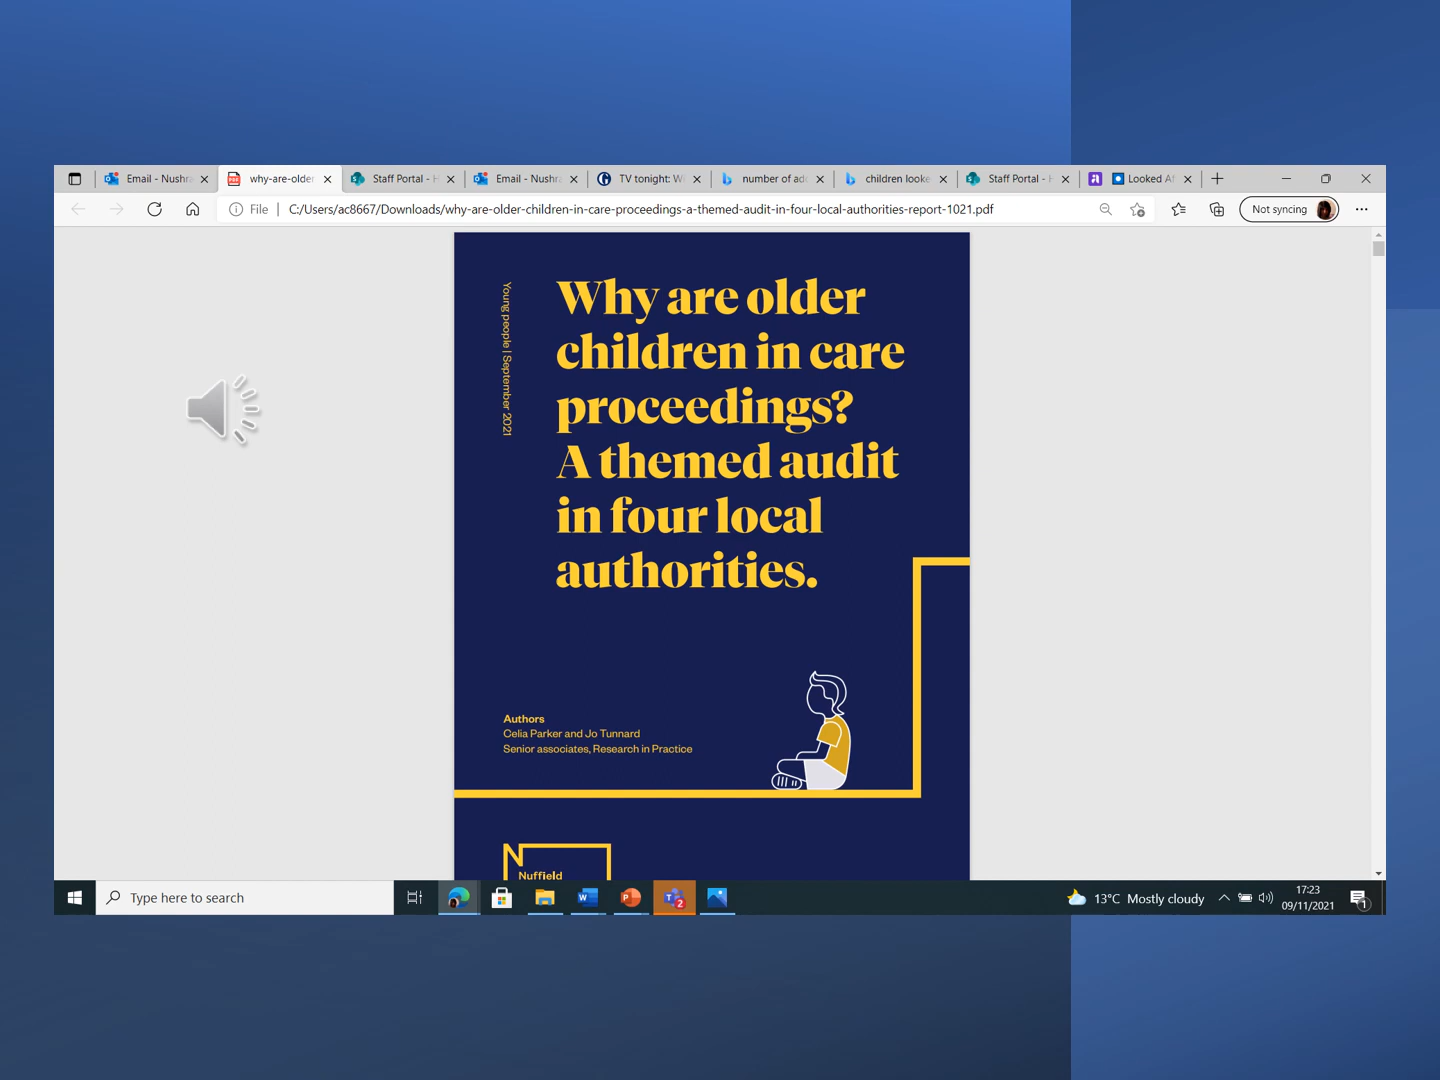 Email - Nushr
why-are-older
Staff Portal - H
Email - Nushr
TV tonight: W
number of ado
children looke
Staff Portal - H
Looked Af
File
C:/Users/ac8667/Downloads/why-are-older-children-in-care-proceedings-a-themed-audit-in-four-local-authorities-report-1021.pdf
Not syncing
Young people | September 2021
Why are older
children in care
proceedings?
A themed audit
in four local
authorities.
Authors
Celia Parker and Jo Tunnard
Senior associates, Research in Practice
Nuffield
Type here to search
2
13°C Mostly cloudy
17:23
09/11/2021
1